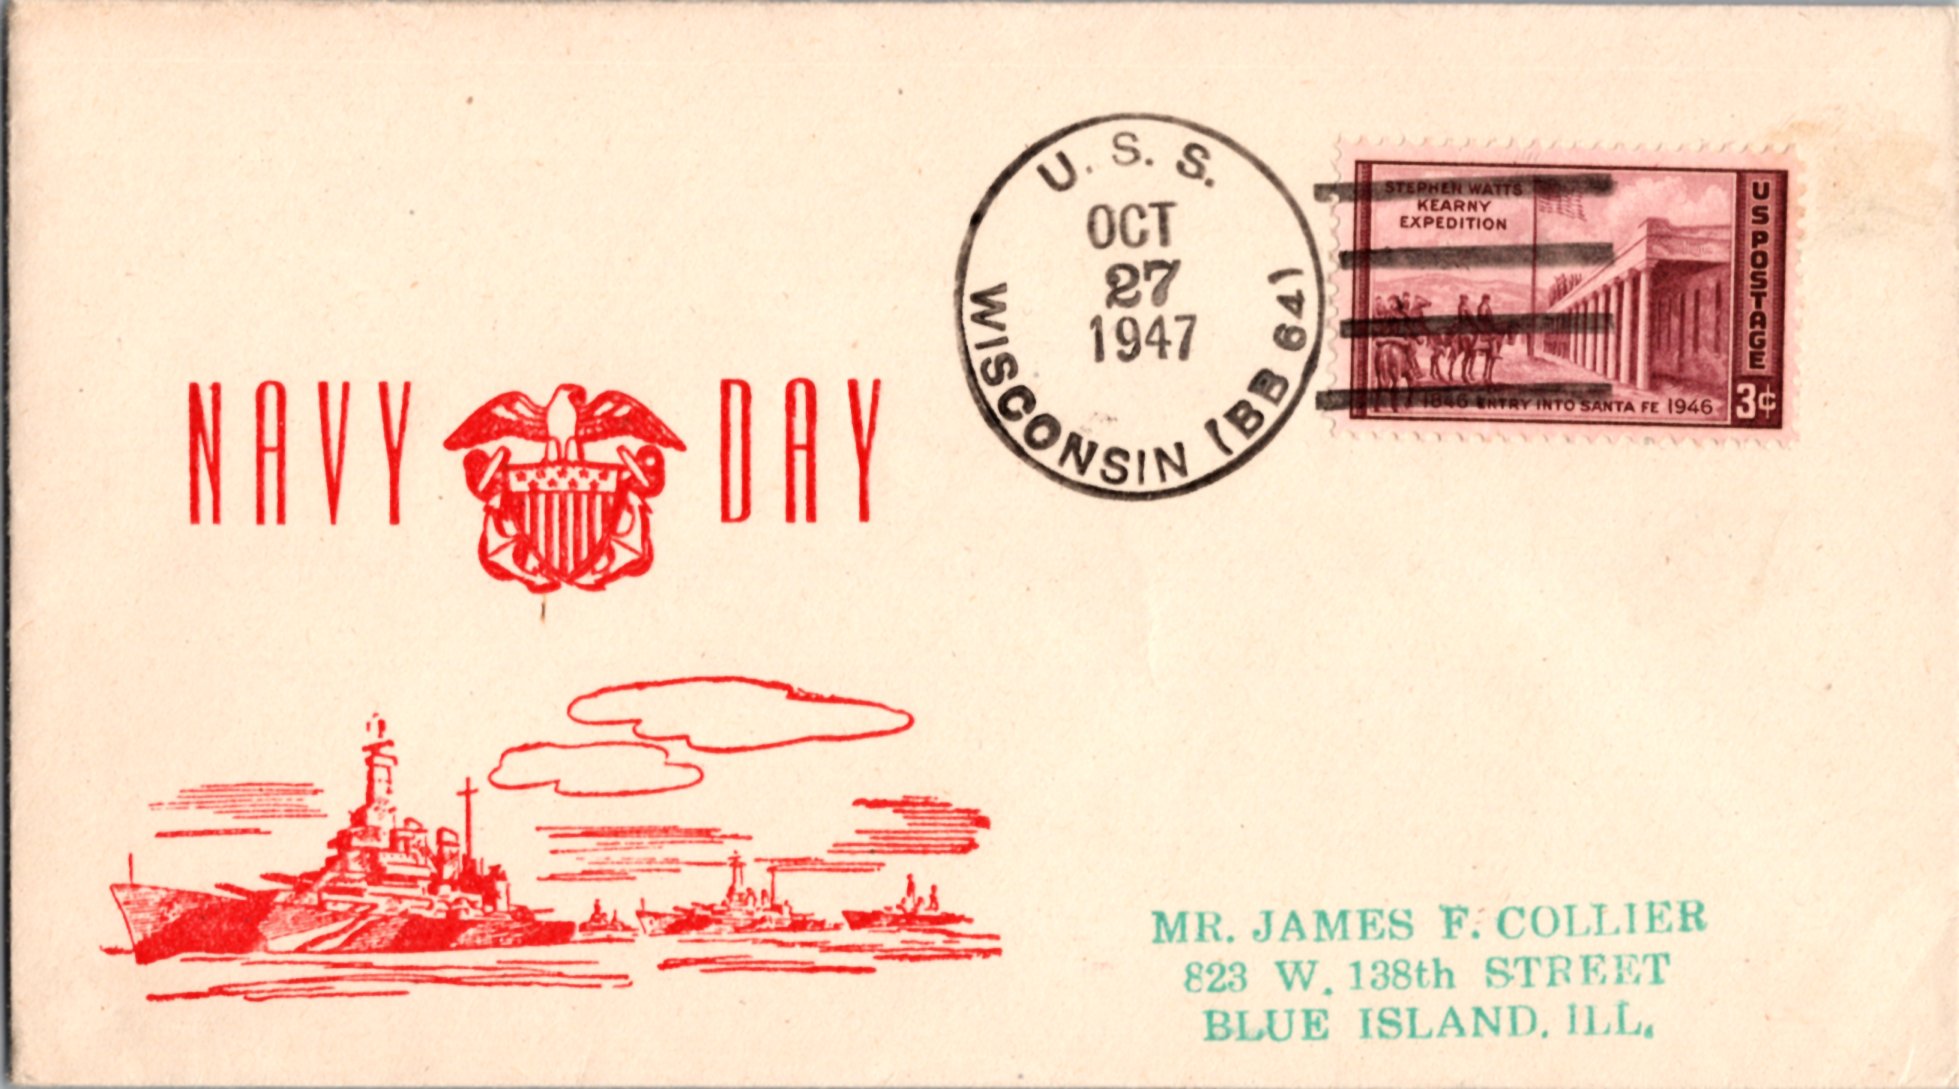 U. S. S.
OCT
27
1947
WISCONSIN (BB 64)
STEPHEN WATTS
KEARNY
EXPEDITION
US POSTAGE
1846 ENTRY INTO SANTA FE 1946
3¢
NAVY DAY
MR. JAMES F. COLLIER
823 W. 138th STREET
BLUE ISLAND, ILL.